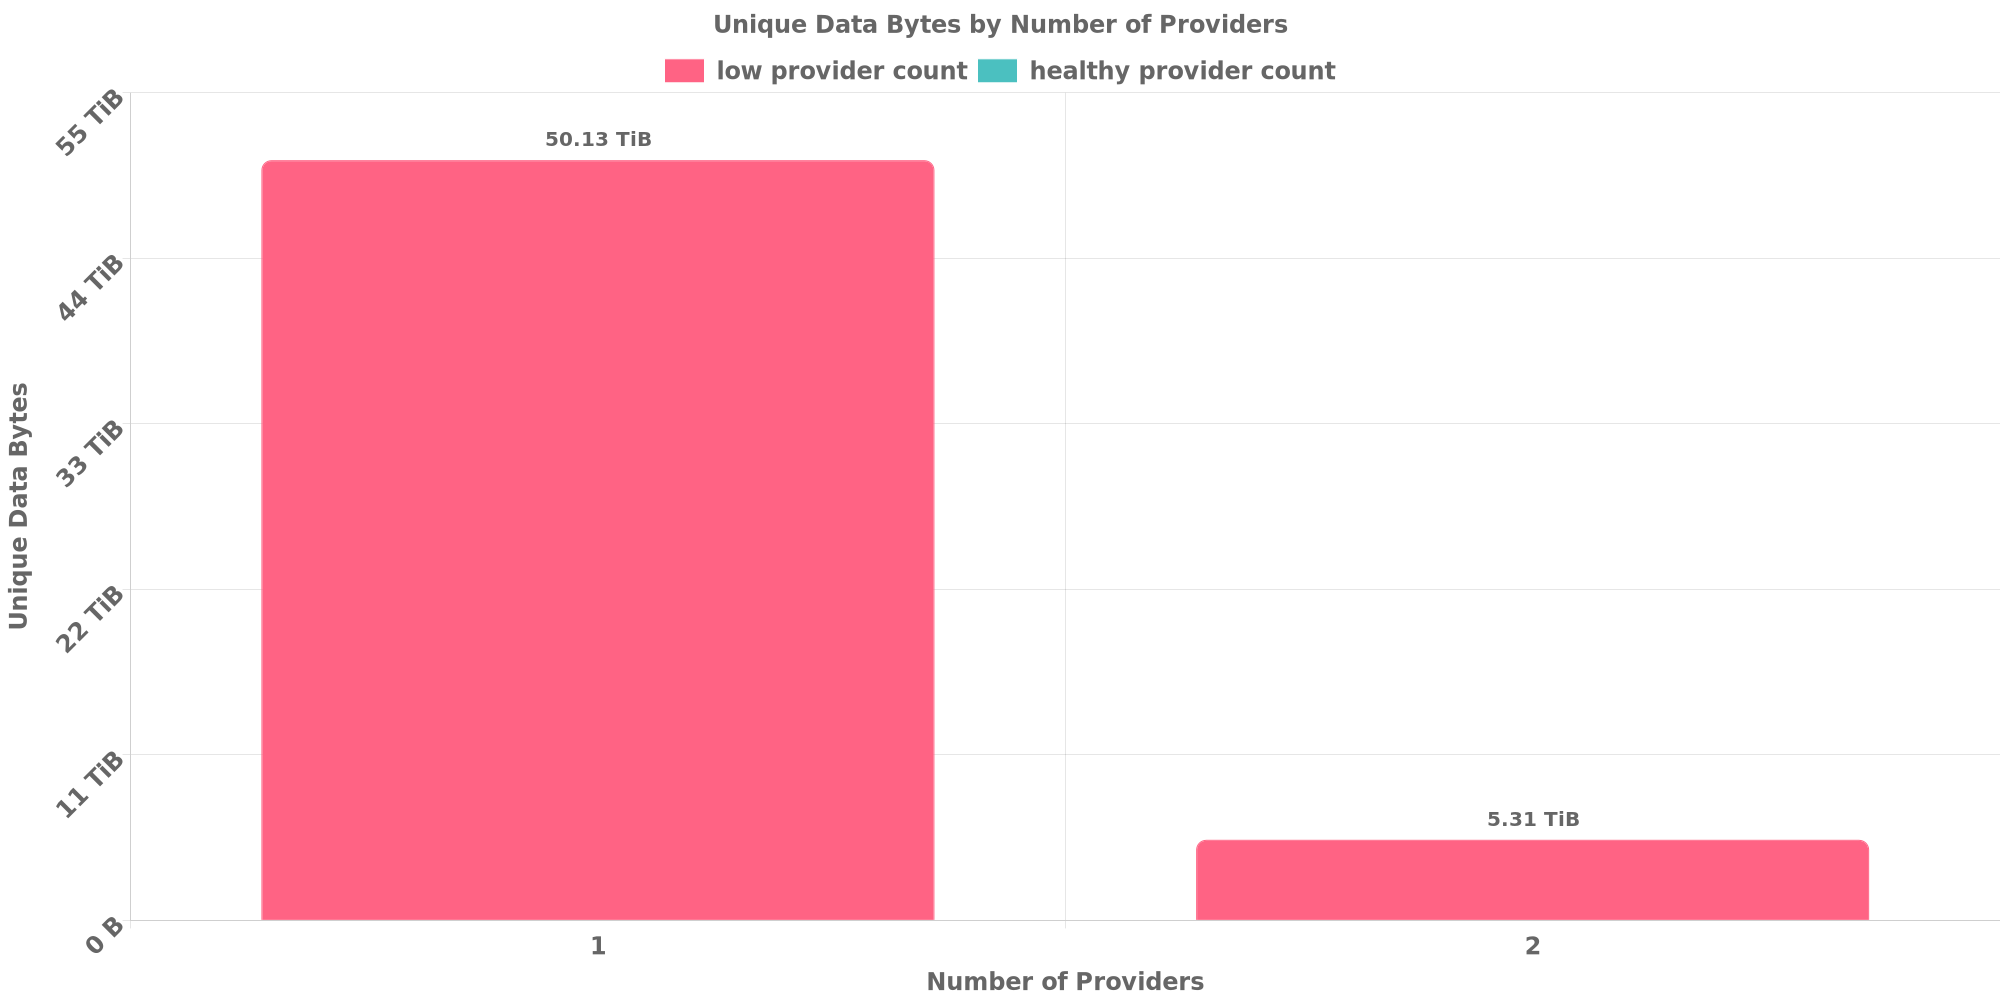 Unique Data Bytes by Number of Providers
low provider count
healthy provider count
55 TiB
44 TiB
33 TiB
22 TiB
11 TiB
0 B
Unique Data Bytes
50.13 TiB
5.31 TiB
1
2
Number of Providers